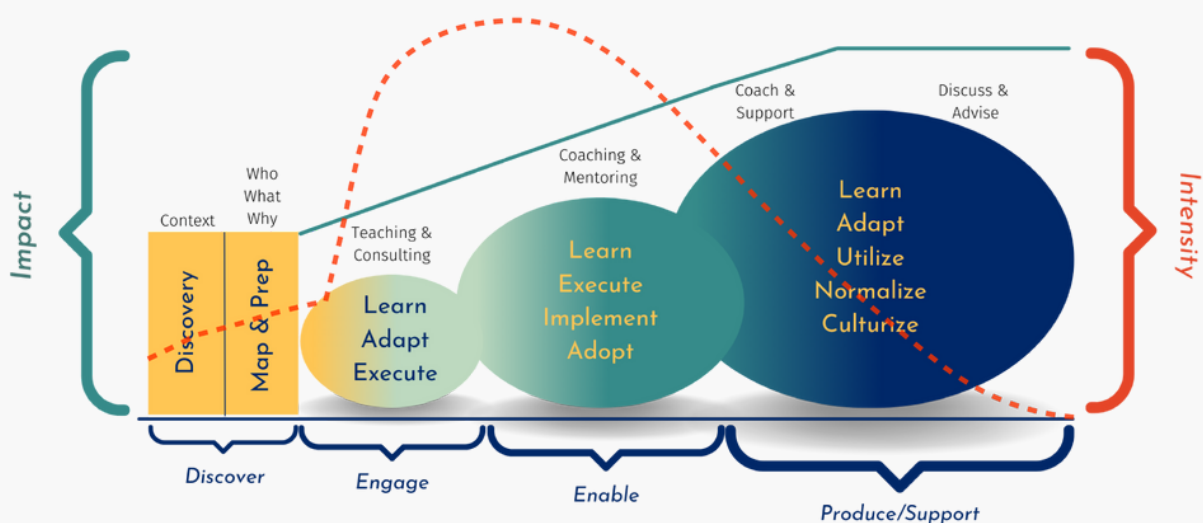 Impact
Context
Who
What
Why
Discovery
Map & Prep
Teaching &
Consulting
Learn
Adapt
Execute
Coaching &
Mentoring
Learn
Execute
Implement
Adopt
Coach &
Support
Discuss &
Advise
Learn
Adapt
Utilize
Normalize
Culturize
Intensity
Discover
Engage
Enable
Produce/Support